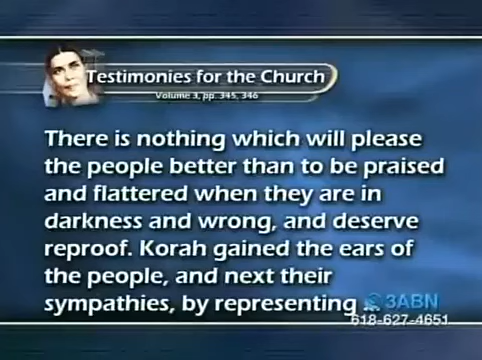 Testimonies for the Church
Volume 3, pp. 345, 346
There is nothing which will please
the people better than to be praised
and flattered when they are in
darkness and wrong, and deserve
reproof. Korah gained the ears of
the people, and next their
sympathies, by representing ...
3ABN
618-627-4651